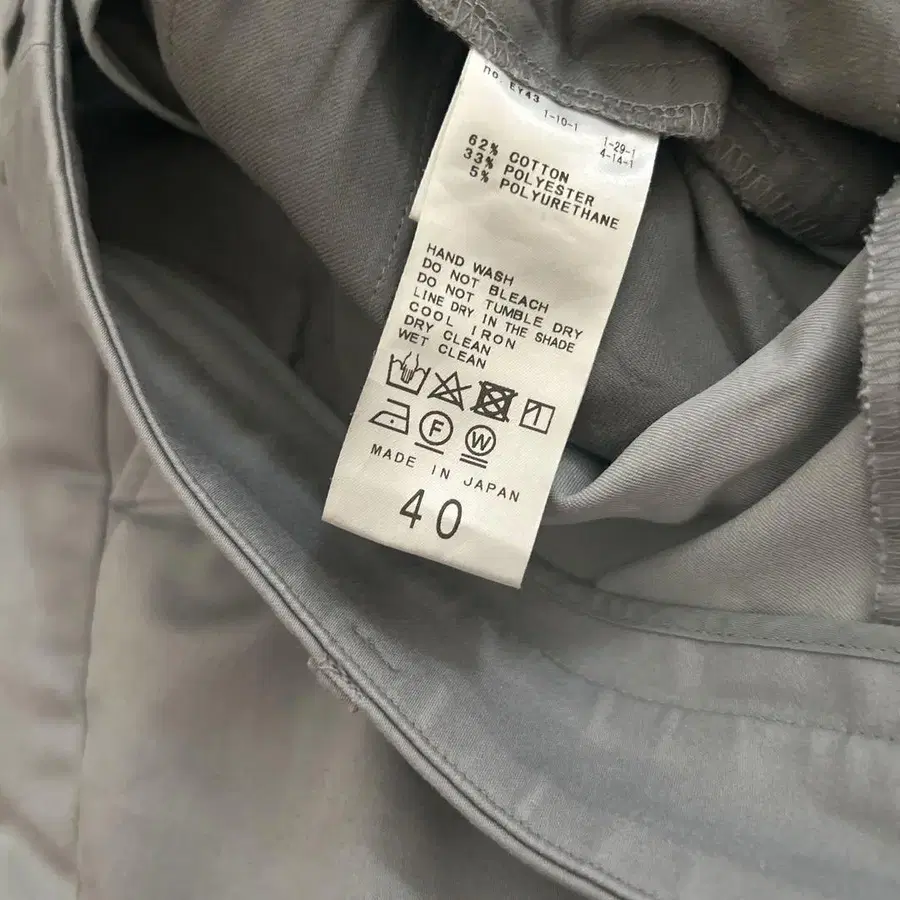 no. EY43
1-10-1
1-29-1
4-14-1
62% COTTON
33% POLYESTER
5% POLYURETHANE
HAND WASH
DO NOT BLEACH
DO NOT TUMBLE DRY
LINE DRY IN THE SHADE
COOL IRON
DRY CLEAN
WET CLEAN
F
W
MADE IN JAPAN
40